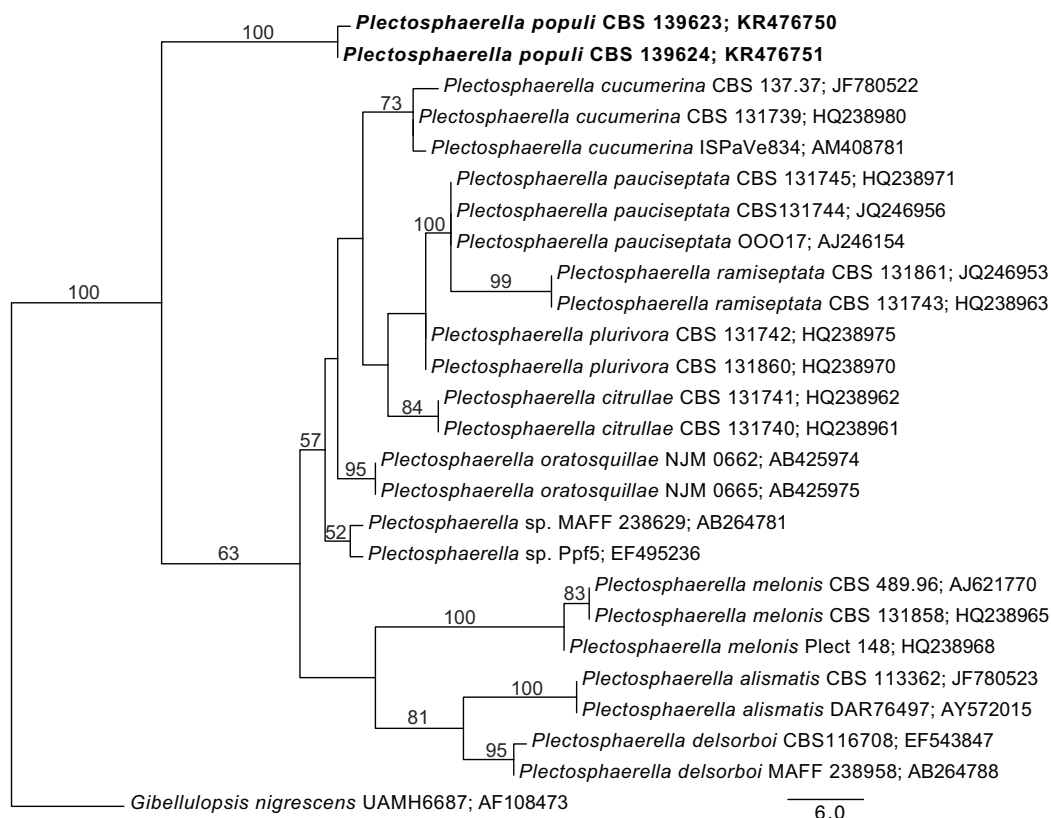 100
Plectosphaerella populi CBS 139623; KR476750
Plectosphaerella populi CBS 139624; KR476751
Plectosphaerella cucumerina CBS 137.37; JF780522
73
Plectosphaerella cucumerina CBS 131739; HQ238980
Plectosphaerella cucumerina ISPaVe834; AM408781
Plectosphaerella pauciseptata CBS 131745; HQ238971
Plectosphaerella pauciseptata CBS131744; JQ246956
100
Plectosphaerella pauciseptata OOO17; AJ246154
Plectosphaerella ramiseptata CBS 131861; JQ246953
99
100
Plectosphaerella ramiseptata CBS 131743; HQ238963
Plectosphaerella plurivora CBS 131742; HQ238975
Plectosphaerella plurivora CBS 131860; HQ238970
Plectosphaerella citrullae CBS 131741; HQ238962
84
Plectosphaerella citrullae CBS 131740; HQ238961
57
Plectosphaerella oratosquillae NJM 0662; AB425974
95
Plectosphaerella oratosquillae NJM 0665; AB425975
Plectosphaerella sp. MAFF 238629; AB264781
52
Plectosphaerella sp. Ppf5; EF495236
63
Plectosphaerella melonis CBS 489.96; AJ621770
83
Plectosphaerella melonis CBS 131858; HQ238965
100
Plectosphaerella melonis Plect 148; HQ238968
Plectosphaerella alismatis CBS 113362; JF780523
100
Plectosphaerella alismatis DAR76497; AY572015
81
Plectosphaerella delsorboi CBS116708; EF543847
95
Plectosphaerella delsorboi MAFF 238958; AB264788
Gibellulopsis nigrescens UAMH6687; AF108473
6.0